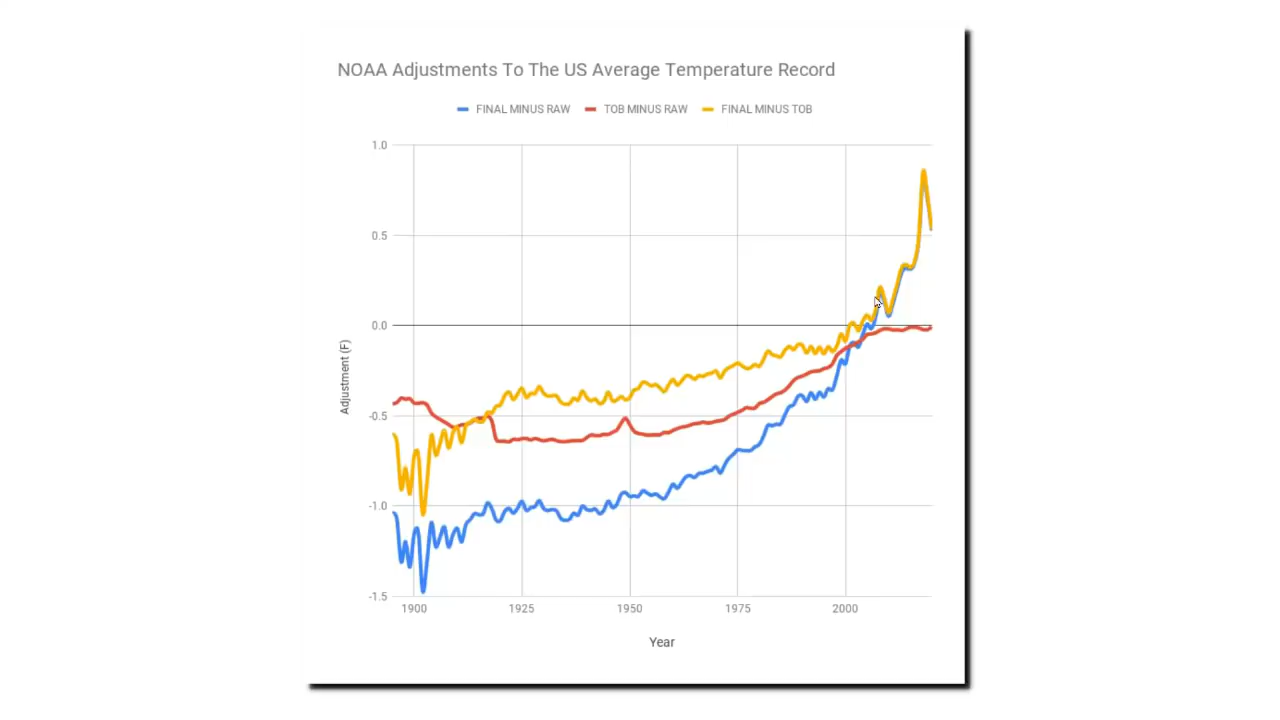 NOAA Adjustments To The US Average Temperature Record
FINAL MINUS RAW TOB MINUS RAW FINAL MINUS TOB
1.0
0.5
0.0
-0.5
-1.0
-1.5
Adjustment (F)
1900 1925 1950 1975 2000
Year